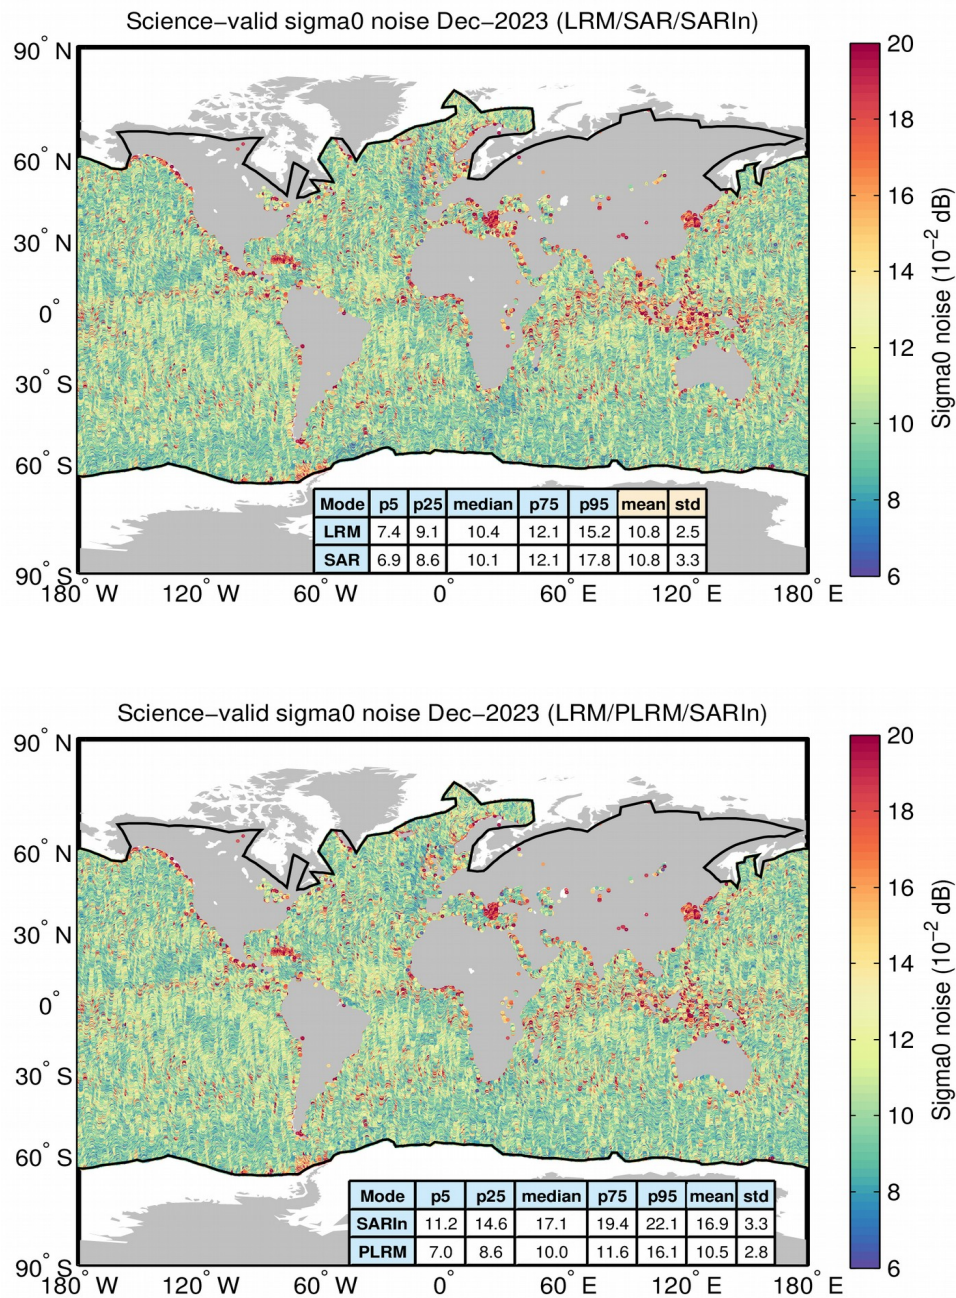 Science−valid sigma0 noise Dec−2023 (LRM/SAR/SARIn)
90° N
60° N
30° N
0°
30° S
60° S
90° S
180° W
120° W
60° W
0°
60° E
120° E
180° E
Mode p5 p25 median p75 p95 mean std
LRM 7.4 9.1 10.4 12.1 15.2 10.8 2.5
SAR 6.9 8.6 10.1 12.1 17.8 10.8 3.3
20
18
16
14
12
10
8
6
Sigma0 noise (10⁻² dB)
Science−valid sigma0 noise Dec−2023 (LRM/PLRM/SARIn)
90° N
60° N
30° N
0°
30° S
60° S
90° S
180° W
120° W
60° W
0°
60° E
120° E
180° E
Mode p5 p25 median p75 p95 mean std
SARIn 11.2 14.6 17.1 19.4 22.1 16.9 3.3
PLRM 7.0 8.6 10.0 11.6 16.1 10.5 2.8
20
18
16
14
12
10
8
6
Sigma0 noise (10⁻² dB)